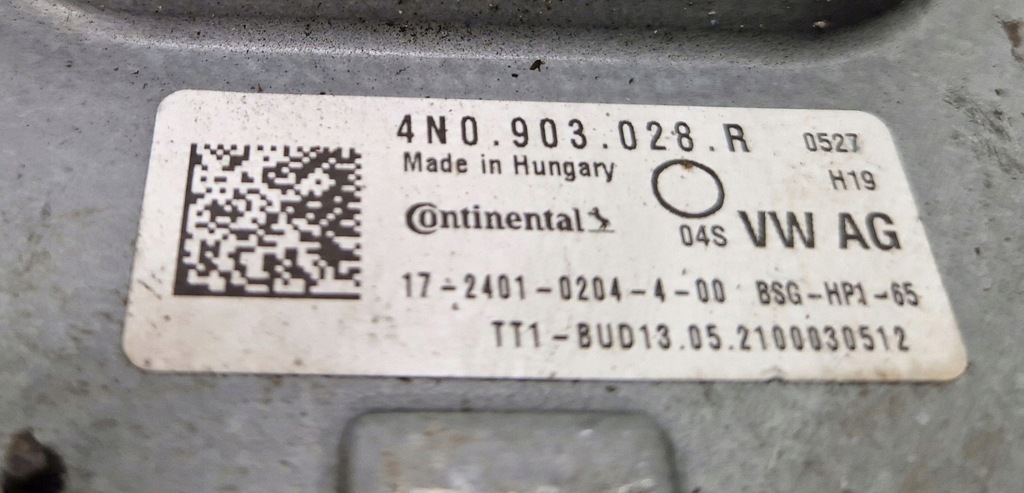 4N0.903.028.R 0527
Made in Hungary H19
Continental 04S VW AG
17-2401-0204-4-00 BSG-HP1-65
TT1-BUD13.05.2100030512